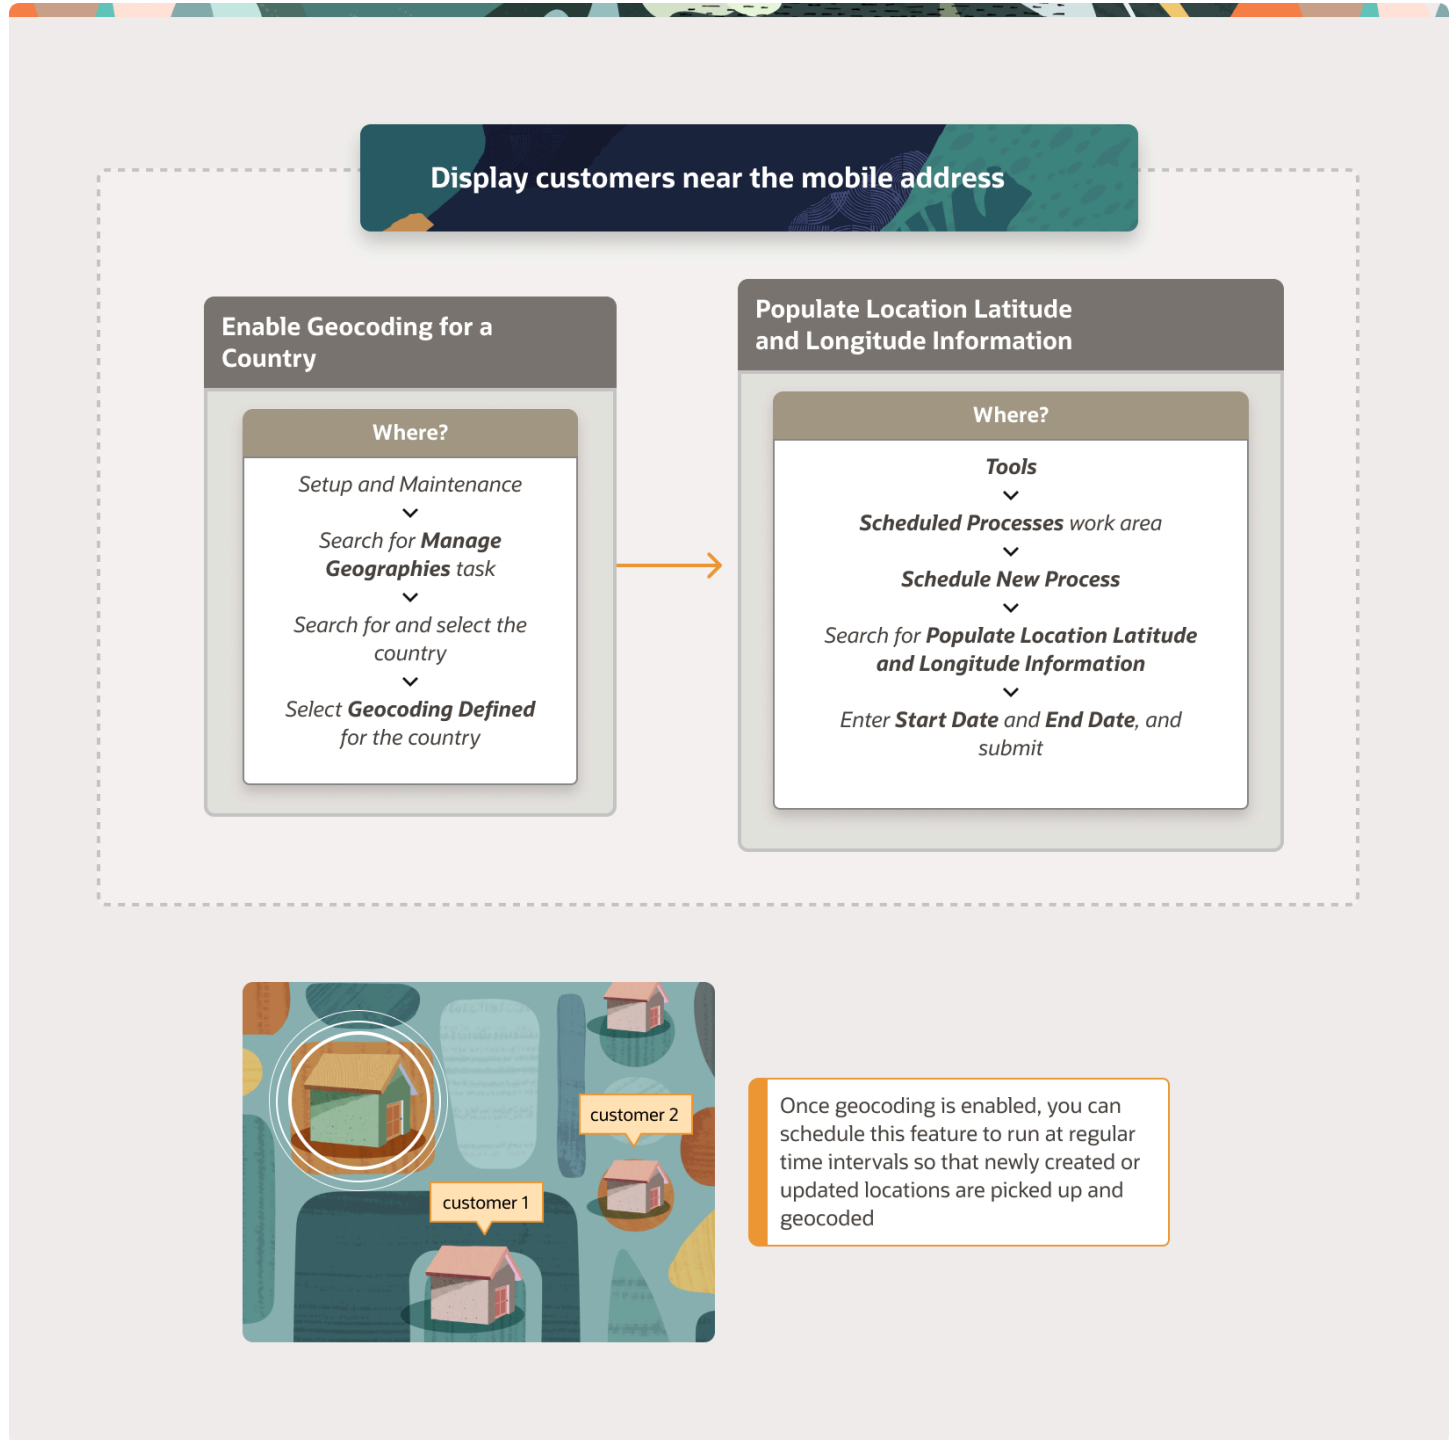 Display customers near the mobile address
Enable Geocoding for a
Country
Where?
Setup and Maintenance
Search for Manage
Geographies task
Search for and select the
country
Select Geocoding Defined
for the country
Populate Location Latitude
and Longitude Information
Where?
Tools
Scheduled Processes work area
Schedule New Process
Search for Populate Location Latitude
and Longitude Information
Enter Start Date and End Date, and
submit
customer 2
customer 1
Once geocoding is enabled, you can
schedule this feature to run at regular
time intervals so that newly created or
updated locations are picked up and
geocoded